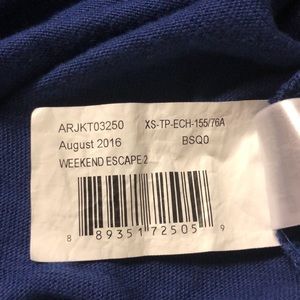 ARJKT03250 XS-TP-ECH-155/76A
August 2016 BSQ0
WEEKEND ESCAPE 2
8 89351 72505 9